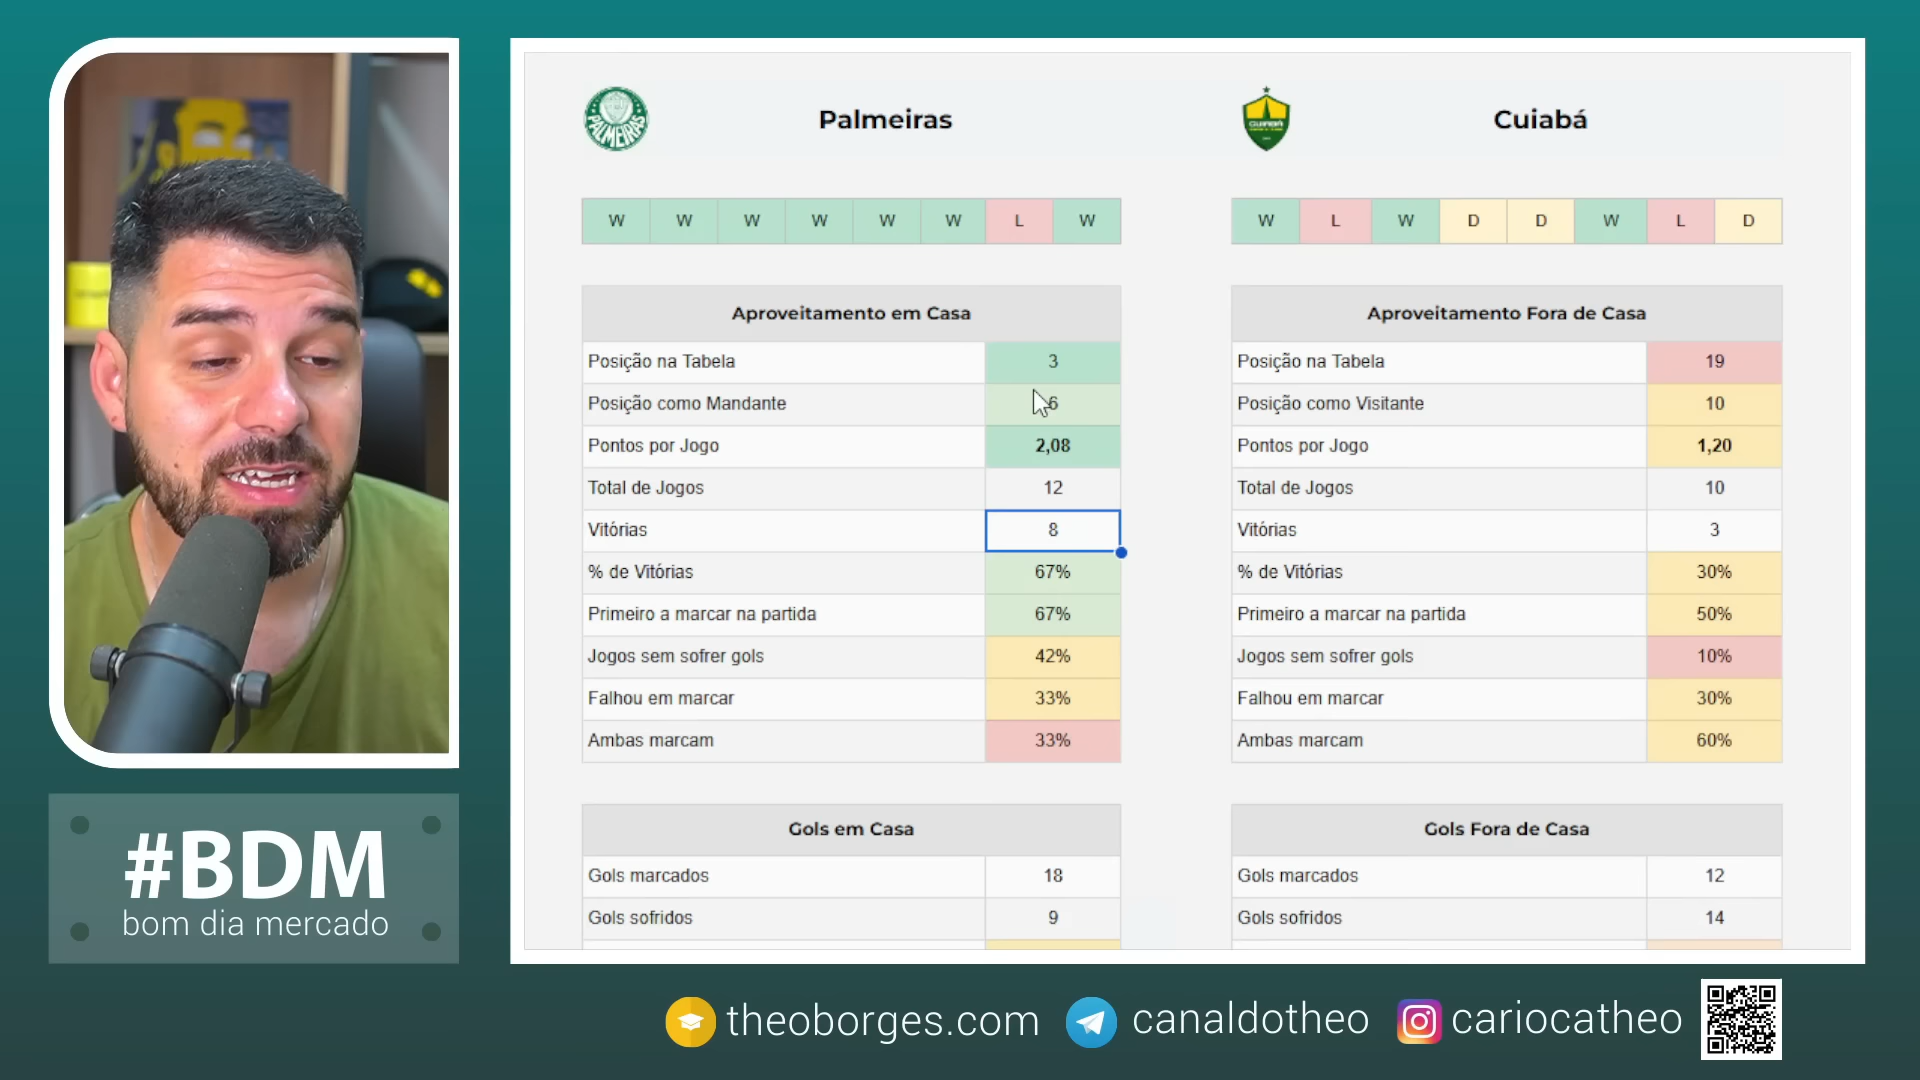 Palmeiras
Cuiabá
PALMEIRAS
CUIABÁ
W W W W W W L W
W L W D D W L D
Aproveitamento em Casa
Posição na Tabela 3
Posição como Mandante 6
Pontos por Jogo 2,08
Total de Jogos 12
Vitórias 8
% de Vitórias 67%
Primeiro a marcar na partida 67%
Jogos sem sofrer gols 42%
Falhou em marcar 33%
Ambas marcam 33%
Aproveitamento Fora de Casa
Posição na Tabela 19
Posição como Visitante 10
Pontos por Jogo 1,20
Total de Jogos 10
Vitórias 3
% de Vitórias 30%
Primeiro a marcar na partida 50%
Jogos sem sofrer gols 10%
Falhou em marcar 30%
Ambas marcam 60%
Gols em Casa
Gols marcados 18
Gols sofridos 9
Gols Fora de Casa
Gols marcados 12
Gols sofridos 14
#BDM
bom dia mercado
theoborges.com
canaldotheo
cariocatheo